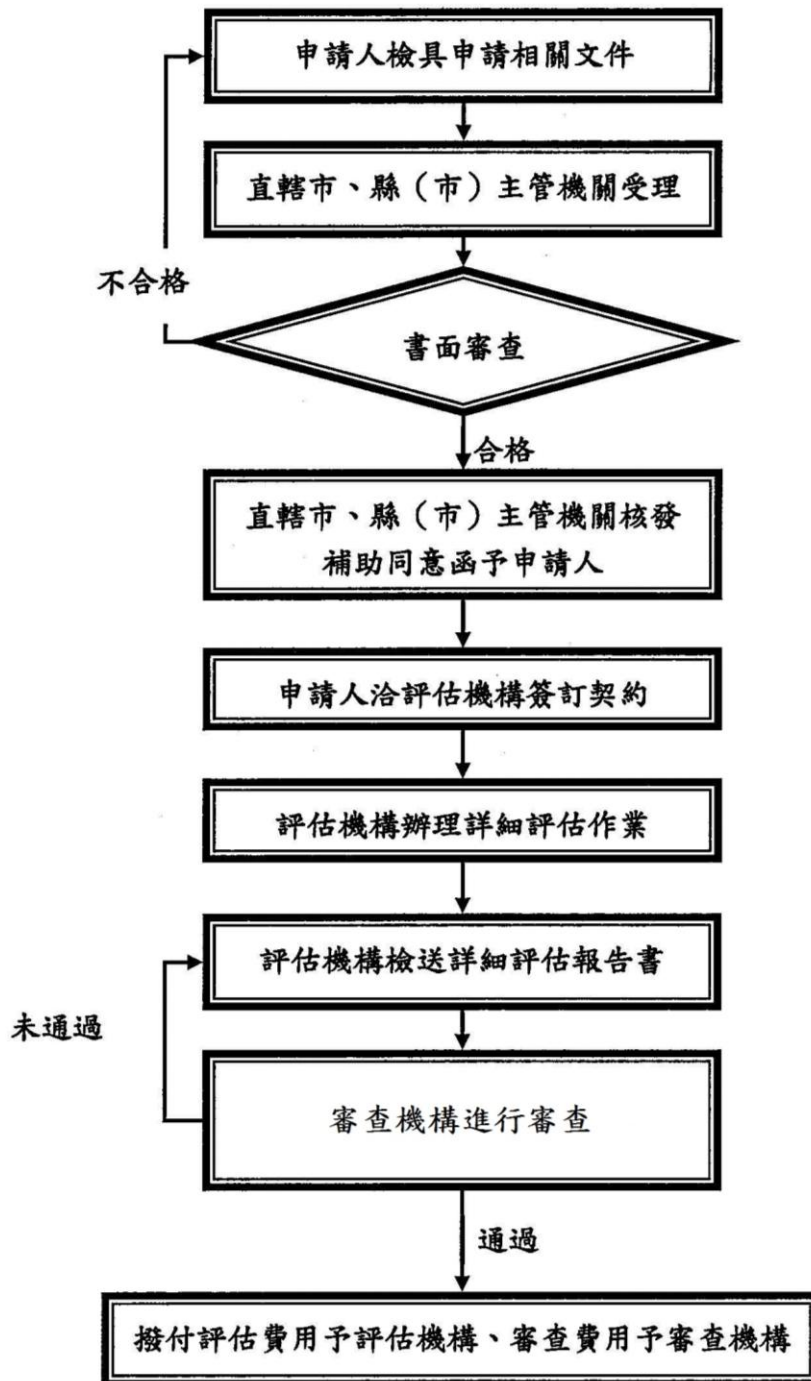 申請人檢具申請相關文件
直轄市、縣（市）主管機關受理
不合格
書面審查
合格
直轄市、縣（市）主管機關核發
補助同意函予申請人
申請人洽評估機構簽訂契約
評估機構辦理詳細評估作業
評估機構檢送詳細評估報告書
未通過
審查機構進行審查
通過
撥付評估費用予評估機構、審查費用予審查機構